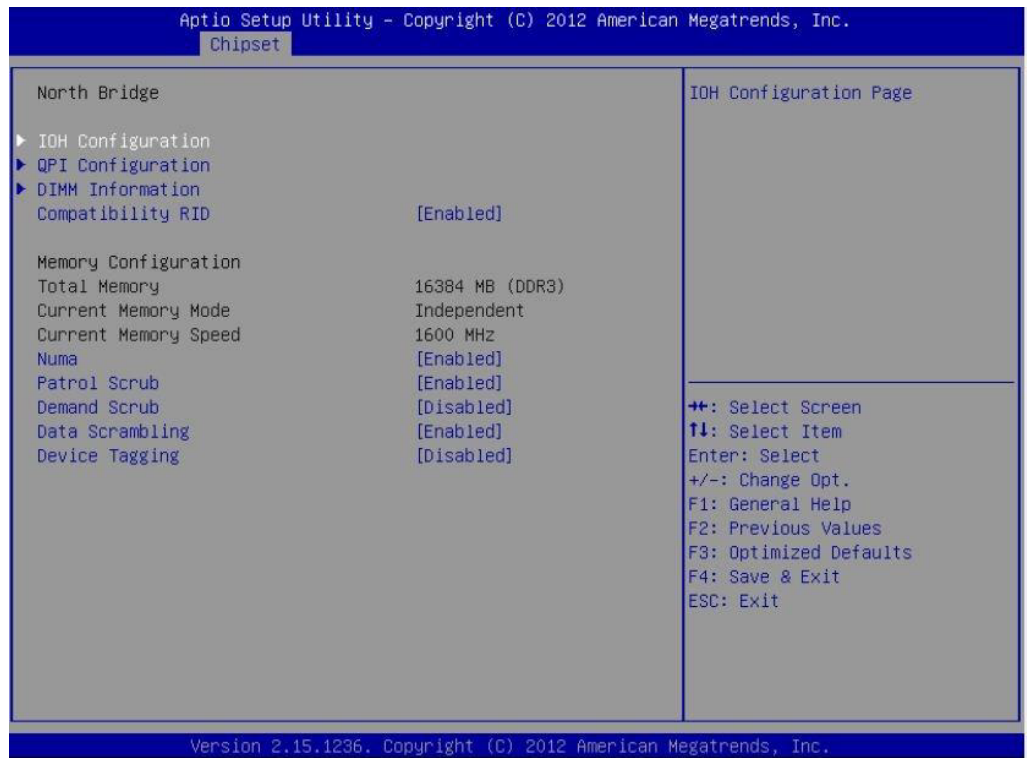 Aptio Setup Utility – Copyright (C) 2012 American Megatrends, Inc.
Chipset
North Bridge
IOH Configuration
QPI Configuration
DIMM Information
Compatibility RID [Enabled]
Memory Configuration
Total Memory 16384 MB (DDR3)
Current Memory Mode Independent
Current Memory Speed 1600 MHz
Numa [Enabled]
Patrol Scrub [Enabled]
Demand Scrub [Disabled]
Data Scrambling [Enabled]
Device Tagging [Disabled]
IOH Configuration Page
→←: Select Screen
↑↓: Select Item
Enter: Select
+/-: Change Opt.
F1: General Help
F2: Previous Values
F3: Optimized Defaults
F4: Save & Exit
ESC: Exit
Version 2.15.1236. Copyright (C) 2012 American Megatrends, Inc.